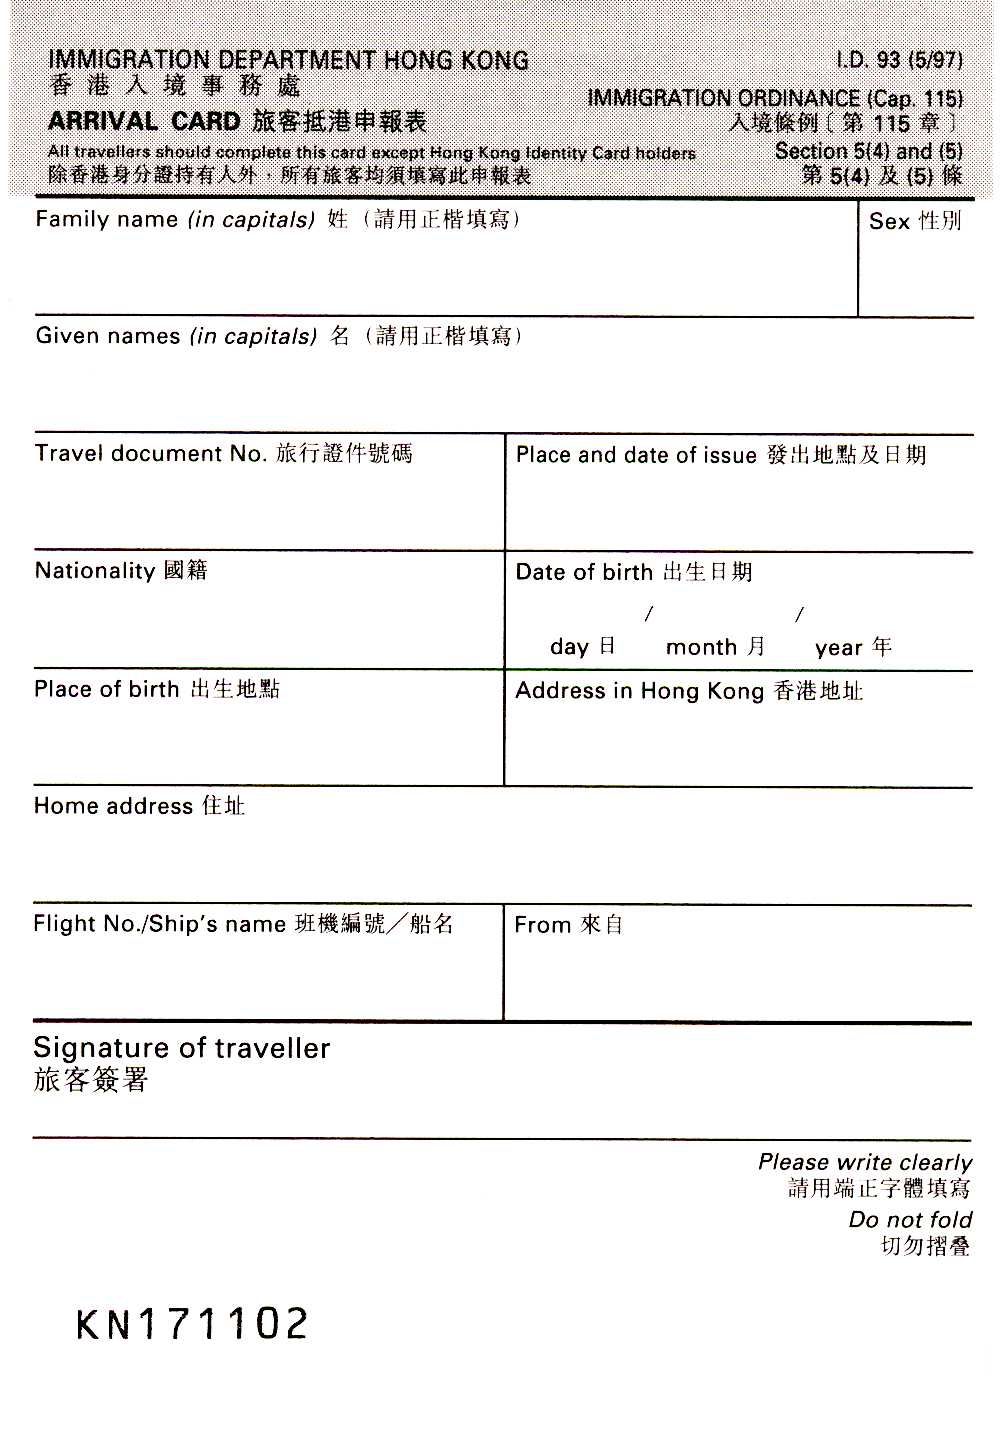 IMMIGRATION DEPARTMENT HONG KONG
香港入境事務處
ARRIVAL CARD 旅客抵港申報表
All travellers should complete this card except Hong Kong Identity Card holders
除香港身分證持有人外，所有旅客均須填寫此申報表
I.D. 93 (5/97)
IMMIGRATION ORDINANCE (Cap. 115)
入境條例〔第 115 章〕
Section 5(4) and (5)
第 5(4) 及 (5) 條
Family name (in capitals) 姓（請用正楷填寫）
Sex 性別
Given names (in capitals) 名（請用正楷填寫）
Travel document No. 旅行證件號碼
Place and date of issue 發出地點及日期
Nationality 國籍
Date of birth 出生日期
/ /
day 日 month 月 year 年
Place of birth 出生地點
Address in Hong Kong 香港地址
Home address 住址
Flight No./Ship's name 班機編號／船名
From 來自
Signature of traveller
旅客簽署
Please write clearly
請用端正字體填寫
Do not fold
切勿摺叠
KN171102